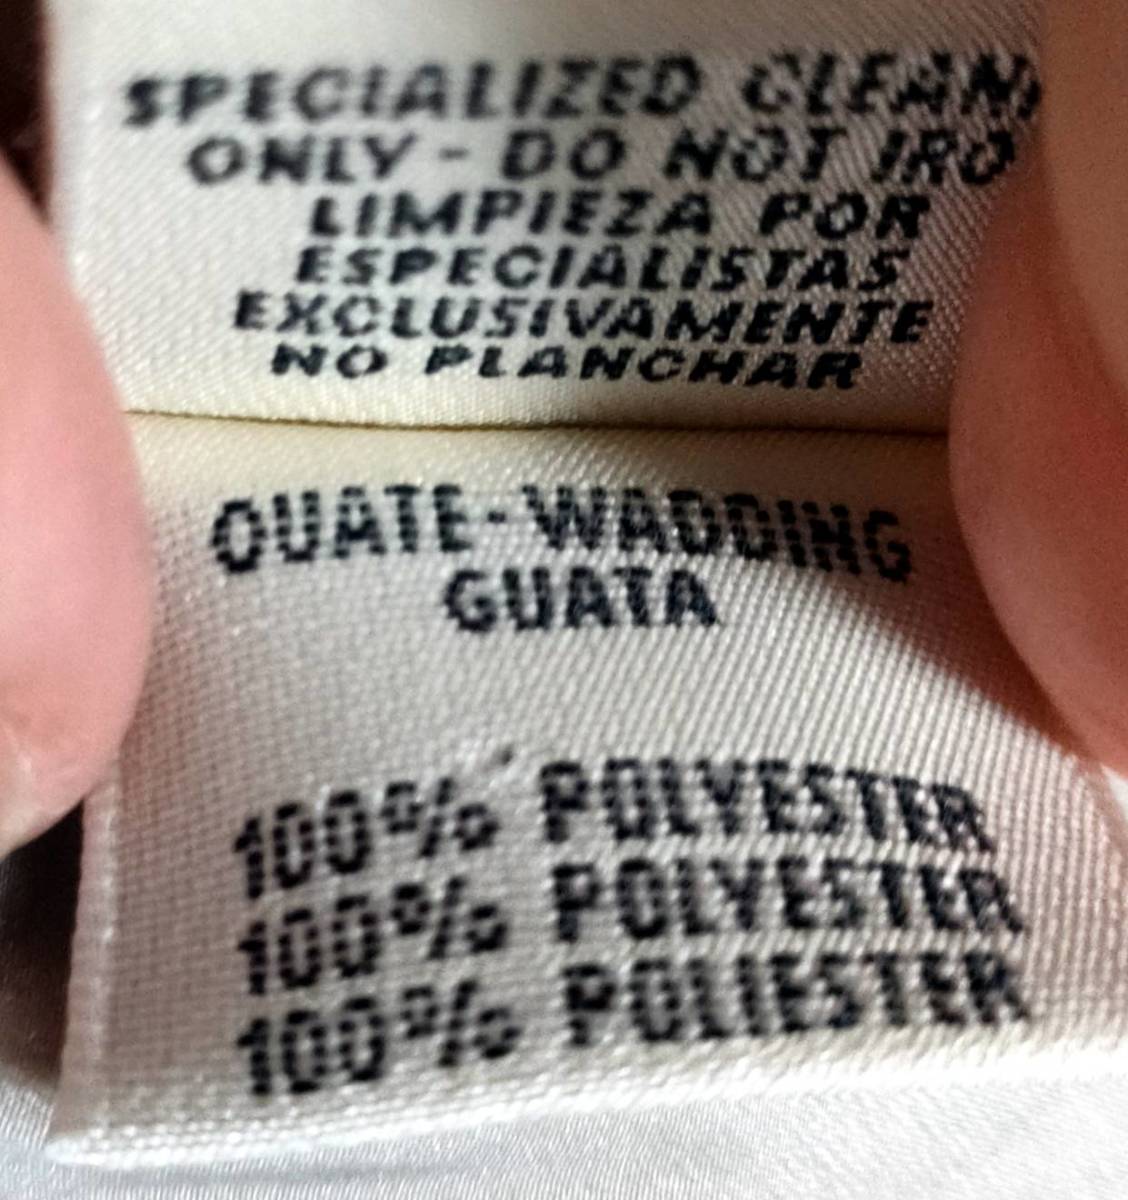 SPECIALIZED CLEAN
ONLY - DO NOT IRO
LIMPIEZA POR
ESPECIALISTAS
EXCLUSIVAMENTE
NO PLANCHAR
OUATE-WADDING
GUATA
100% POLYESTER
100% POLYESTER
100% POLIESTER